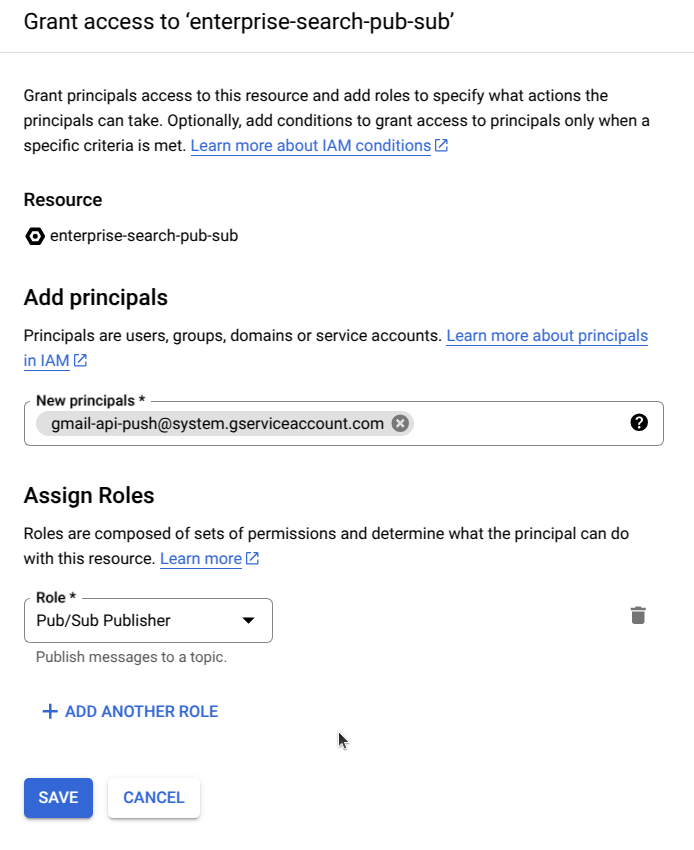 Grant access to ‘enterprise-search-pub-sub’
Grant principals access to this resource and add roles to specify what actions the
principals can take. Optionally, add conditions to grant access to principals only when a
specific criteria is met. Learn more about IAM conditions
Resource
enterprise-search-pub-sub
Add principals
Principals are users, groups, domains or service accounts. Learn more about principals
in IAM
New principals *
gmail-api-push@system.gserviceaccount.com
Assign Roles
Roles are composed of sets of permissions and determine what the principal can do
with this resource. Learn more
Role *
Pub/Sub Publisher
Publish messages to a topic.
ADD ANOTHER ROLE
SAVE CANCEL